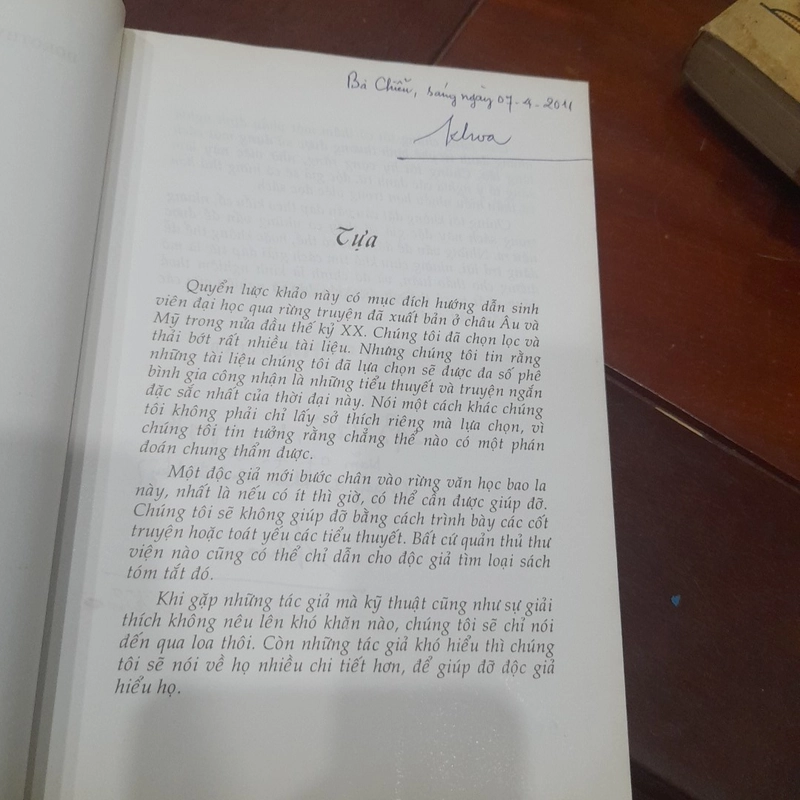 Bà Chiểu, sáng ngày 07-4-2011
Khoa
Tựa
Quyển lược khảo này có mục đích hướng dẫn sinh
viên đại học qua rừng truyện đã xuất bản ở châu Âu và
Mỹ trong nửa đầu thế kỷ XX. Chúng tôi đã chọn lọc và
thải bớt rất nhiều tài liệu. Nhưng chúng tôi tin rằng
những tài liệu chúng tôi đã lựa chọn sẽ được đa số phê
bình gia công nhận là những tiểu thuyết và truyện ngắn
đặc sắc nhất của thời đại này. Nói một cách khác chúng
tôi không phải chỉ lấy sở thích riêng mà lựa chọn, vì
chúng tôi tin tưởng rằng chẳng thể nào có một phán
đoán chung thẩm được.
Một độc giả mới bước chân vào rừng văn học bao la
này, nhất là nếu có ít thì giờ, có thể cần được giúp đỡ.
Chúng tôi sẽ không giúp đỡ bằng cách trình bày các cốt
truyện hoặc toát yếu các tiểu thuyết. Bất cứ quản thủ thư
viện nào cũng có thể chỉ dẫn cho độc giả tìm loại sách
tóm tắt đó.
Khi gặp những tác giả mà kỹ thuật cũng như sự giải
thích không nêu lên khó khăn nào, chúng tôi sẽ chỉ nói
đến qua loa thôi. Còn những tác giả khó hiểu thì chúng
tôi sẽ nói về họ nhiều chi tiết hơn, để giúp đỡ độc giả
hiểu họ.